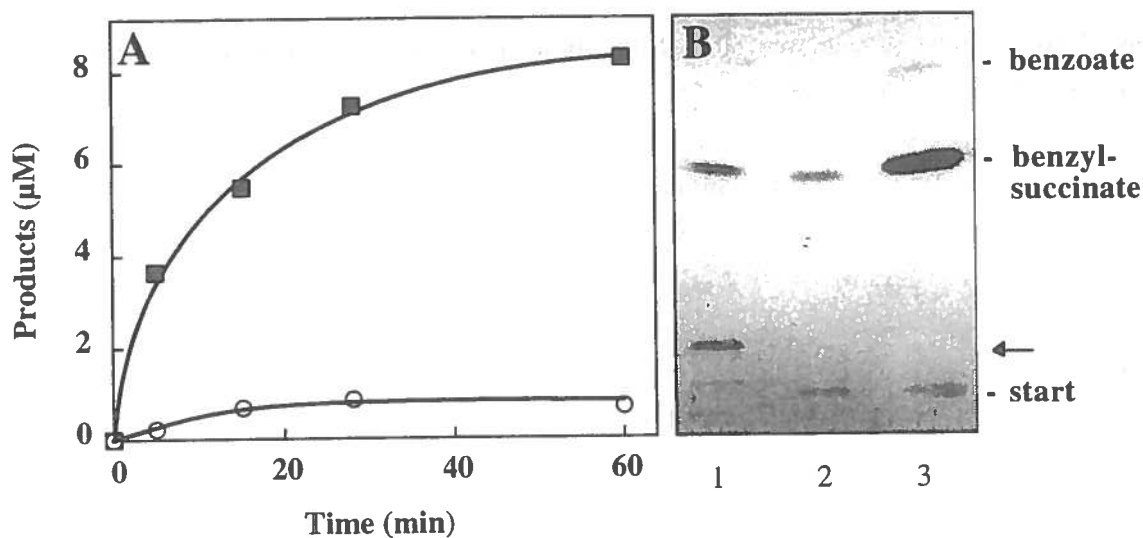 A
8
6
4
2
0
0
20
40
60
Products (µM)
Time (min)
B
- benzoate
- benzyl-
succinate
- start
1
2
3